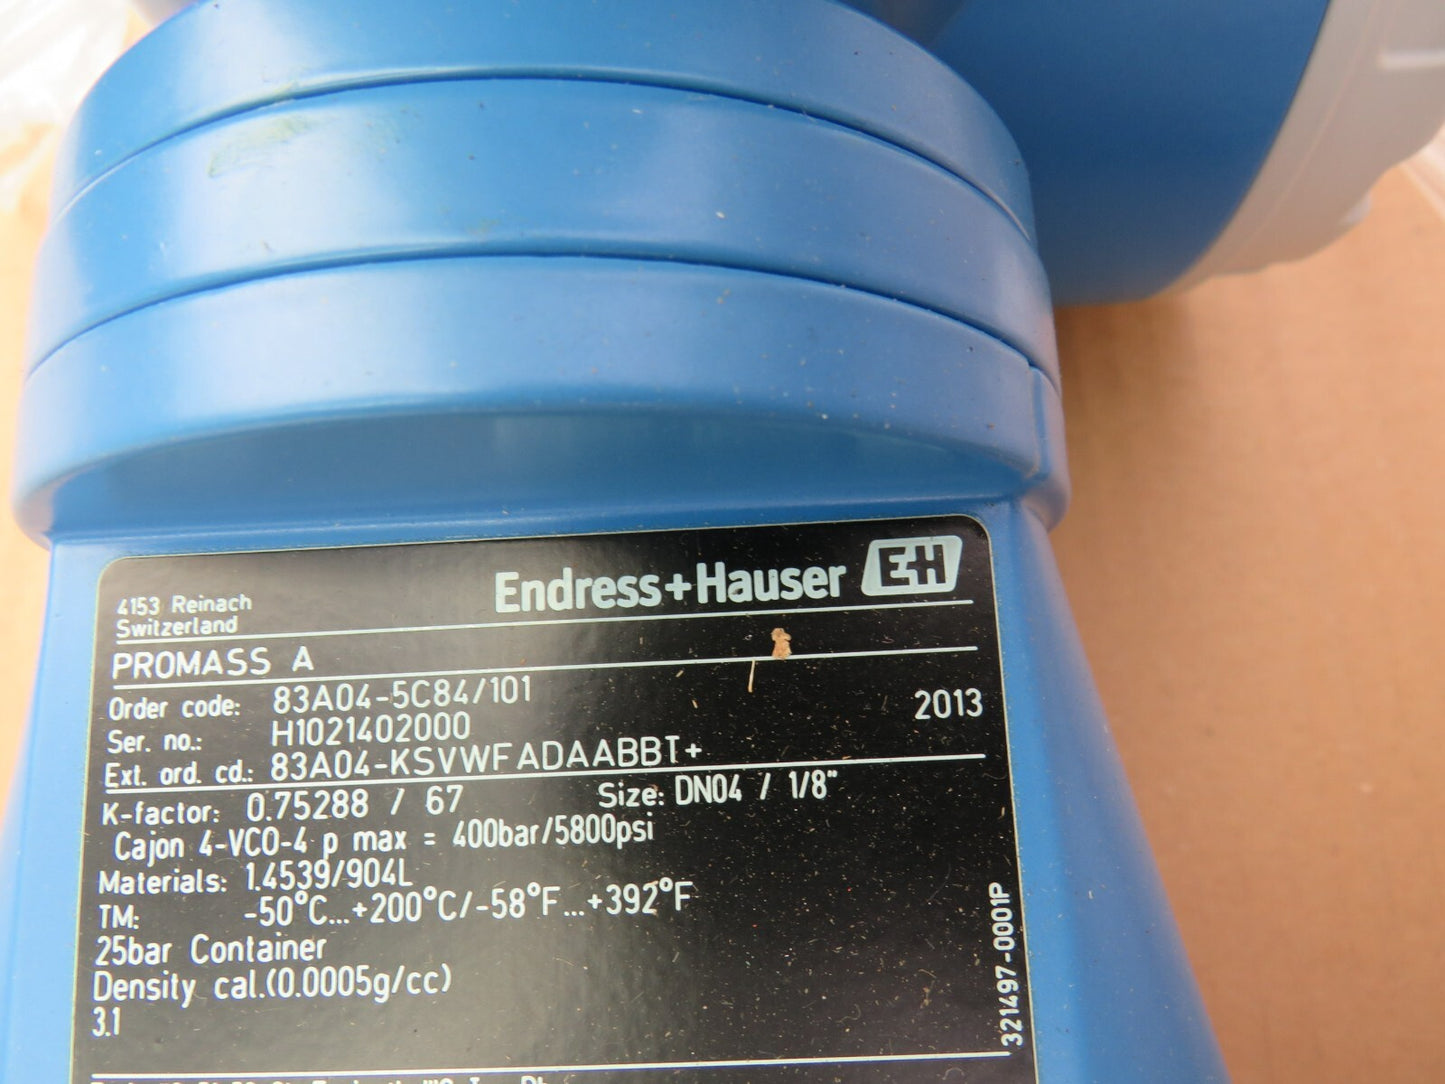 Endress+Hauser EH
4153 Reinach
Switzerland
PROMASS A
Order code: 83A04-5C84/101
2013
Ser. no.: H1021402000
Ext. ord. cd.: 83A04-KSVWFADAABBT+
K-factor: 0.75288 / 67 Size: DN04 / 1/8"
Cajon 4-VCO-4 p max = 400bar/5800psi
Materials: 1.4539/904L
TM: -50°C...+200°C/-58°F...+392°F
25bar Container
Density cal.(0.0005g/cc)
3.1
321497-0001P